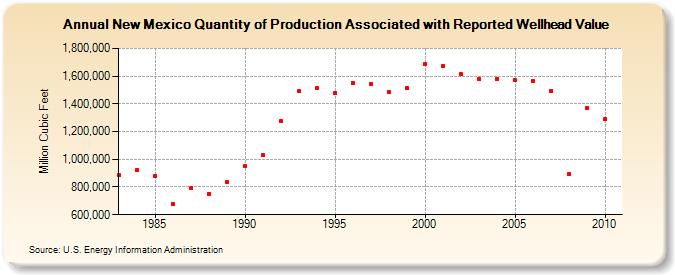 Annual New Mexico Quantity of Production Associated with Reported Wellhead Value
Million Cubic Feet
1,800,000
1,600,000
1,400,000
1,200,000
1,000,000
800,000
600,000
1985 1990 1995 2000 2005 2010
Source: U.S. Energy Information Administration